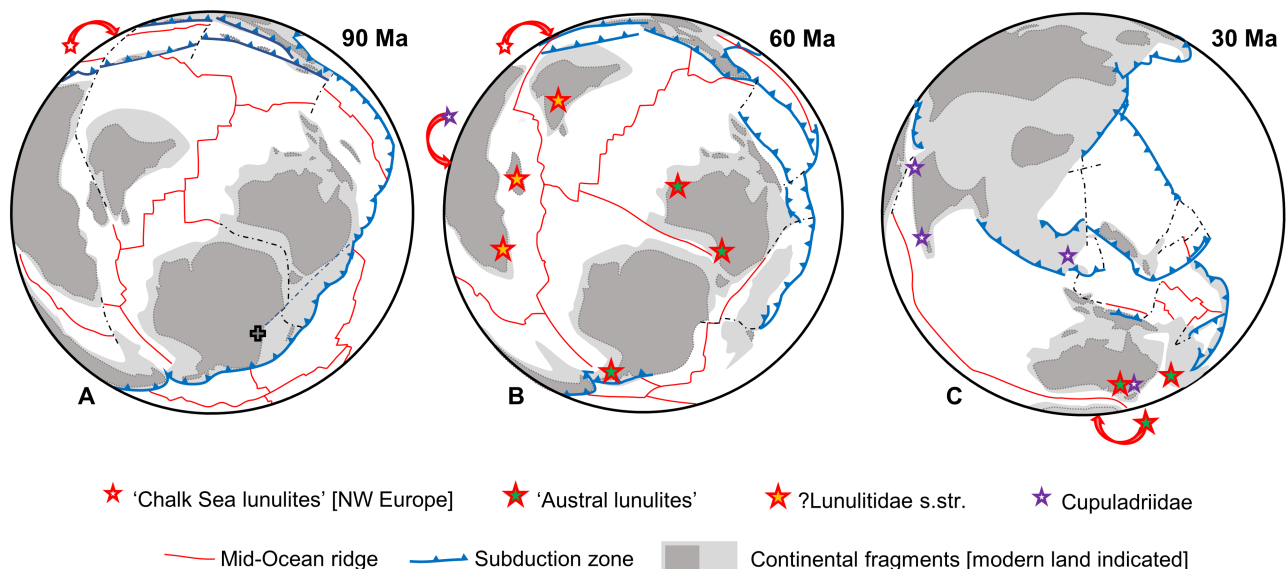 90 Ma
60 Ma
30 Ma
A
B
C
‘Chalk Sea lunulites’ [NW Europe]
‘Austral lunulites’
?Lunulitidae s.str.
Cupuladriidae
Mid-Ocean ridge
Subduction zone
Continental fragments [modern land indicated]